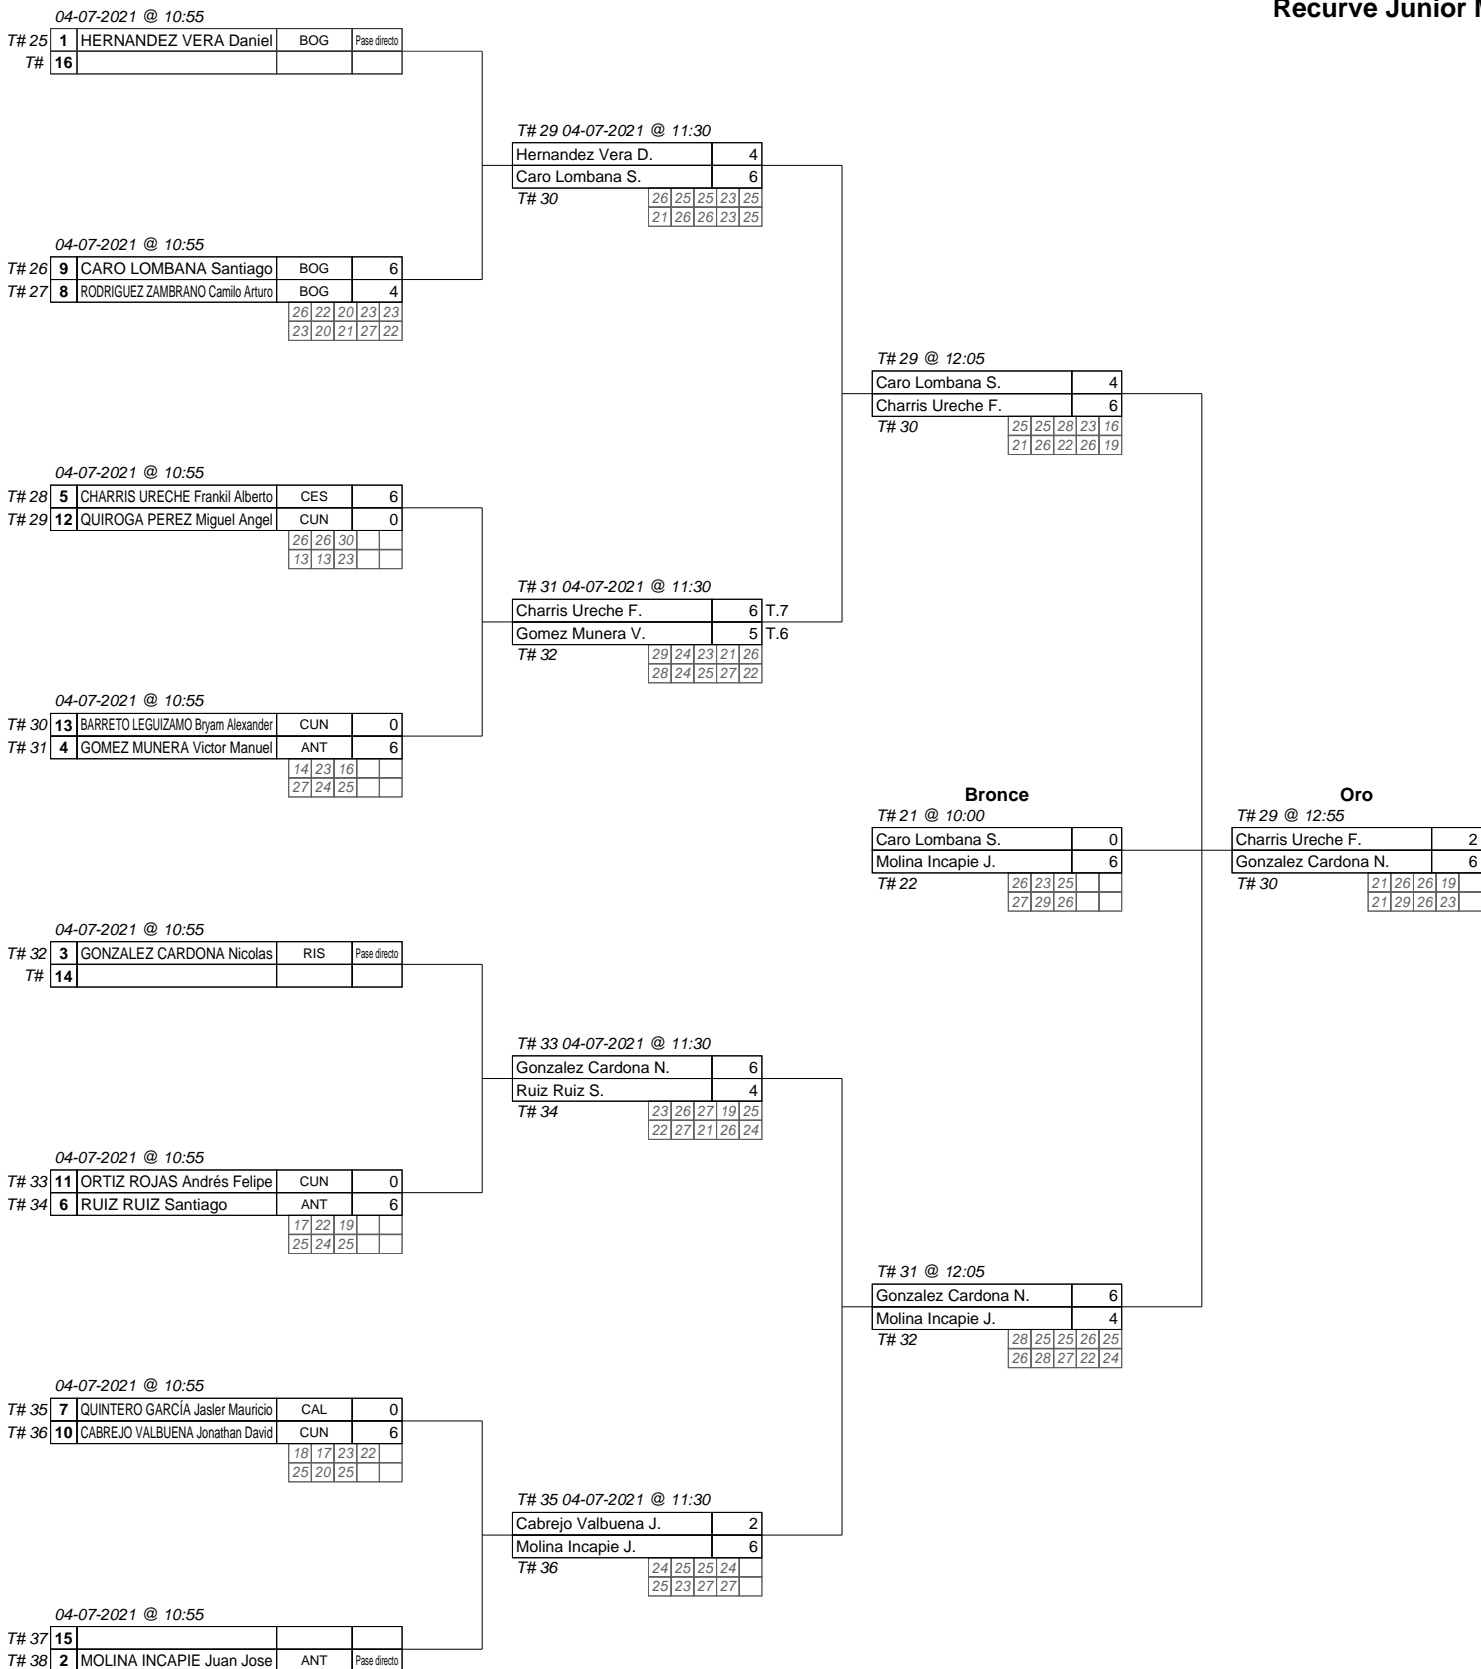 Recurve Junior M
04-07-2021 @ 10:55
T# 25 1 HERNANDEZ VERA Daniel BOG Pase directo
T# 16
T# 29 04-07-2021 @ 11:30
Hernandez Vera D. 4
Caro Lombana S. 6
T# 30 26 25 25 23 25
21 26 26 23 25
04-07-2021 @ 10:55
T# 26 9 CARO LOMBANA Santiago BOG 6
T# 27 8 RODRIGUEZ ZAMBRANO Camilo Arturo BOG 4
26 22 20 23 23
23 20 21 27 22
T# 29 @ 12:05
Caro Lombana S. 4
Charris Ureche F. 6
T# 30 25 25 28 23 16
21 26 22 26 19
04-07-2021 @ 10:55
T# 28 5 CHARRIS URECHE Frankil Alberto CES 6
T# 29 12 QUIROGA PEREZ Miguel Angel CUN 0
26 26 30
13 13 23
T# 31 04-07-2021 @ 11:30
Charris Ureche F. 6 T.7
Gomez Munera V. 5 T.6
T# 32 29 24 23 21 26
28 24 25 27 22
04-07-2021 @ 10:55
T# 30 13 BARRETO LEGUIZAMO Bryam Alexander CUN 0
T# 31 4 GOMEZ MUNERA Victor Manuel ANT 6
14 23 16
27 24 25
Bronce
T# 21 @ 10:00
Caro Lombana S. 0
Molina Incapie J. 6
T# 22 26 23 25
27 29 26
Oro
T# 29 @ 12:55
Charris Ureche F. 2
Gonzalez Cardona N. 6
T# 30 21 26 26 19
21 29 26 23
04-07-2021 @ 10:55
T# 32 3 GONZALEZ CARDONA Nicolas RIS Pase directo
T# 14
T# 33 04-07-2021 @ 11:30
Gonzalez Cardona N. 6
Ruiz Ruiz S. 4
T# 34 23 26 27 19 25
22 27 21 26 24
04-07-2021 @ 10:55
T# 33 11 ORTIZ ROJAS Andrés Felipe CUN 0
T# 34 6 RUIZ RUIZ Santiago ANT 6
17 22 19
25 24 25
T# 31 @ 12:05
Gonzalez Cardona N. 6
Molina Incapie J. 4
T# 32 28 25 25 26 25
26 28 27 22 24
04-07-2021 @ 10:55
T# 35 7 QUINTERO GARCÍA Jasler Mauricio CAL 0
T# 36 10 CABREJO VALBUENA Jonathan David CUN 6
18 17 23 22
25 20 25
T# 35 04-07-2021 @ 11:30
Cabrejo Valbuena J. 2
Molina Incapie J. 6
T# 36 24 25 25 24
25 23 27 27
04-07-2021 @ 10:55
T# 37 15
T# 38 2 MOLINA INCAPIE Juan Jose ANT Pase directo